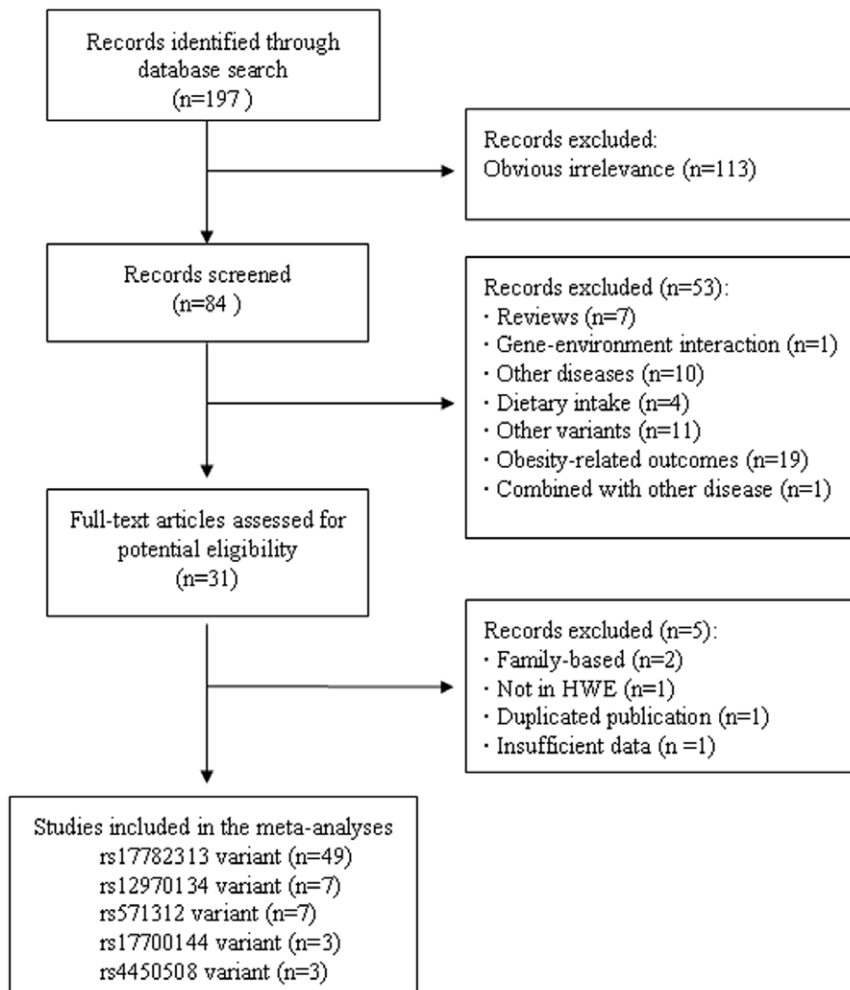 Records identified through
database search
(n=197 )
Records excluded:
Obvious irrelevance (n=113)
Records screened
(n=84 )
Records excluded (n=53):
· Reviews (n=7)
· Gene-environment interaction (n=1)
· Other diseases (n=10)
· Dietary intake (n=4)
· Other variants (n=11)
· Obesity-related outcomes (n=19)
· Combined with other disease (n=1)
Full-text articles assessed for
potential eligibility
(n=31)
Records excluded (n=5):
· Family-based (n=2)
· Not in HWE (n=1)
· Duplicated publication (n=1)
· Insufficient data (n =1)
Studies included in the meta-analyses
rs17782313 variant (n=49)
rs12970134 variant (n=7)
rs571312 variant (n=7)
rs17700144 variant (n=3)
rs4450508 variant (n=3)